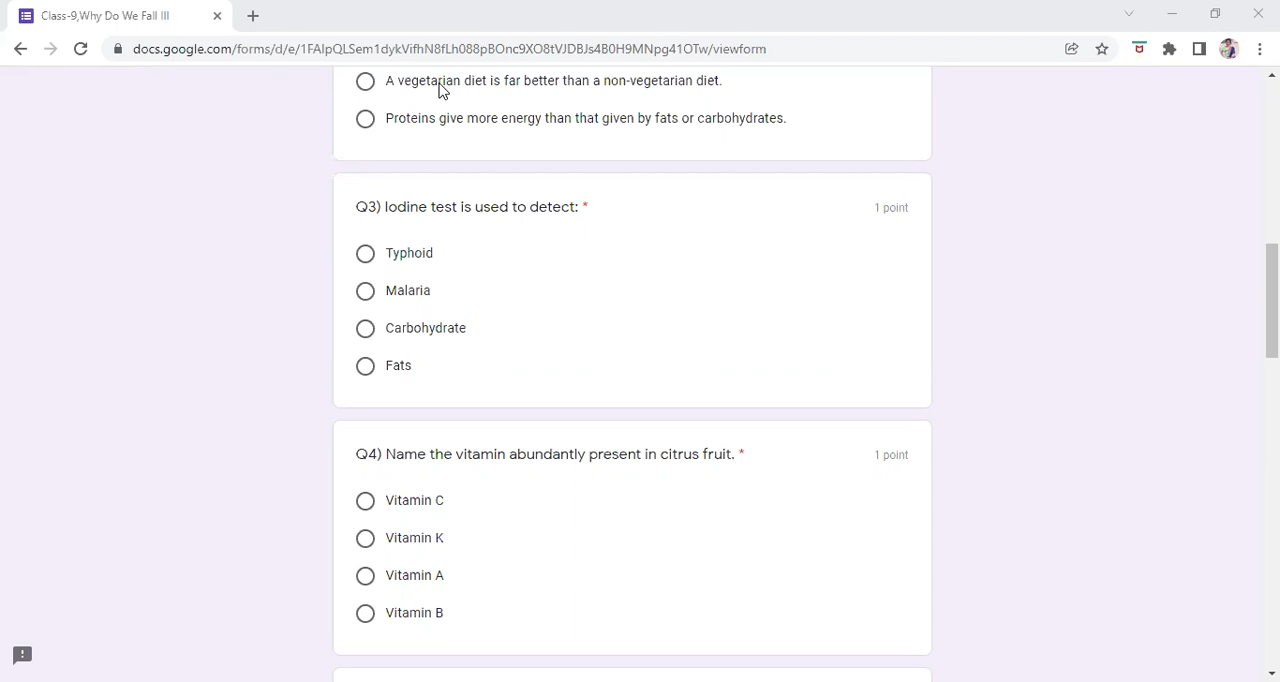 Class-9,Why Do We Fall Ill
docs.google.com/forms/d/e/1FAIpQLSem1dykVifhN8fLh088pBOnc9XO8tVJDBJs4B0H9MNpg41OTw/viewform
A vegetarian diet is far better than a non-vegetarian diet.
Proteins give more energy than that given by fats or carbohydrates.
Q3) Iodine test is used to detect: * 1 point
Typhoid
Malaria
Carbohydrate
Fats
Q4) Name the vitamin abundantly present in citrus fruit. * 1 point
Vitamin C
Vitamin K
Vitamin A
Vitamin B